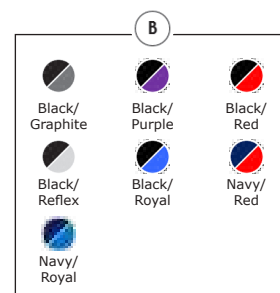 B
Black/ Black/ Black/
Graphite Purple Red
Black/ Black/ Navy/
Reflex Royal Red
Navy/
Royal